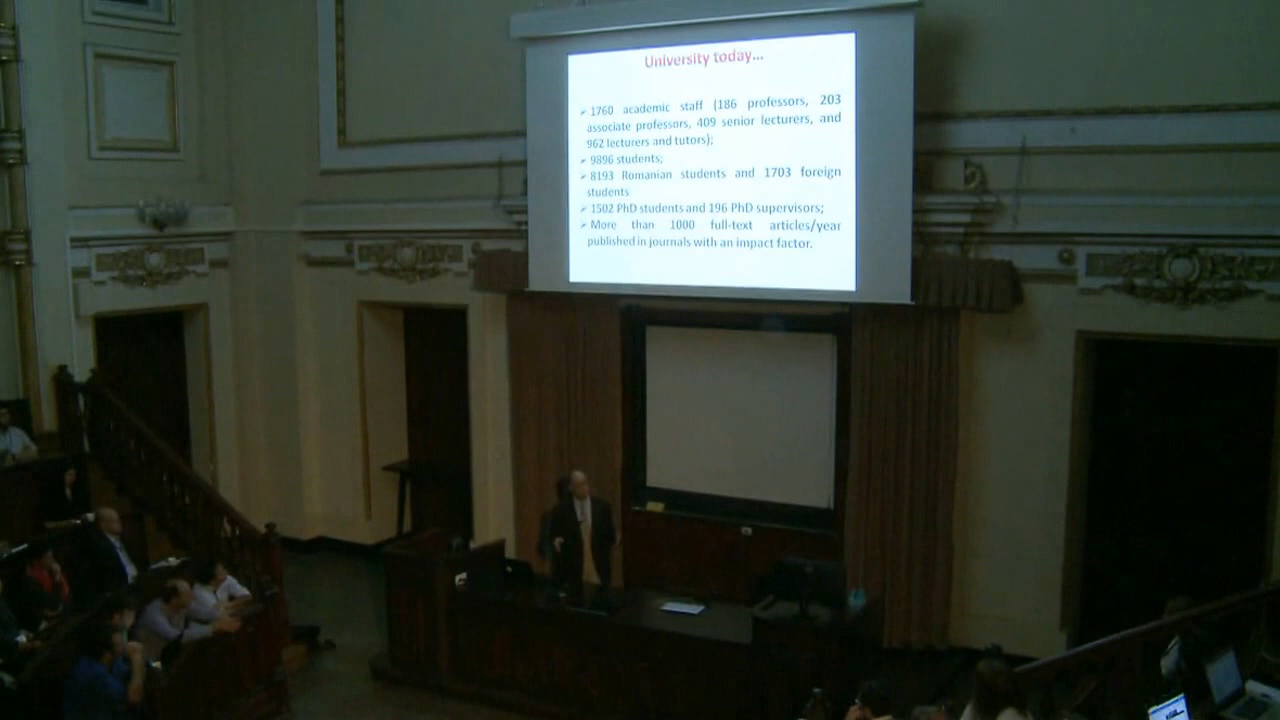 University today...
➢ 1760 academic staff (186 professors, 203
associate professors, 409 senior lecturers, and
962 lecturers and tutors);
➢ 9896 students;
➢ 8193 Romanian students and 1703 foreign
students
➢ 1502 PhD students and 196 PhD supervisors;
➢ More than 1000 full-text articles/year
published in journals with an impact factor.